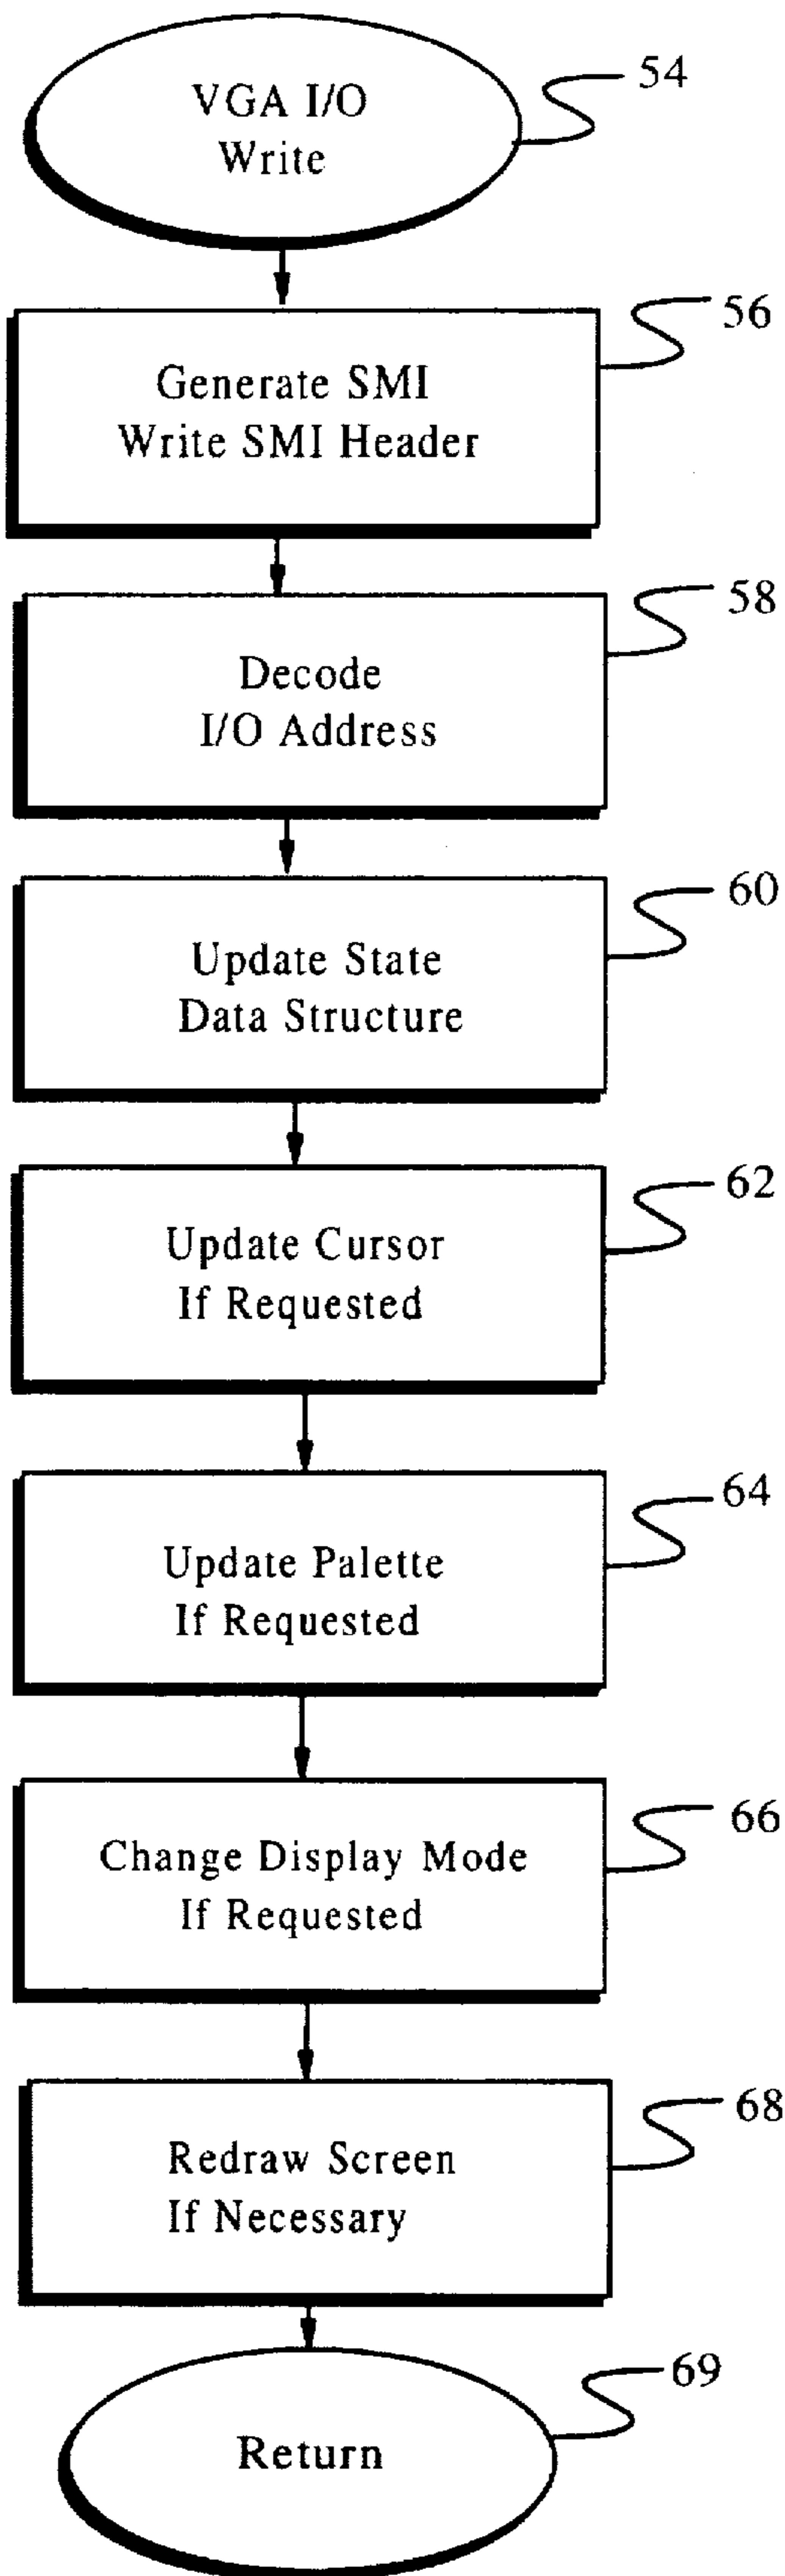 VGA I/O
Write
54
Generate SMI
Write SMI Header
56
Decode
I/O Address
58
Update State
Data Structure
60
Update Cursor
If Requested
62
Update Palette
If Requested
64
Change Display Mode
If Requested
66
Redraw Screen
If Necessary
68
Return
69